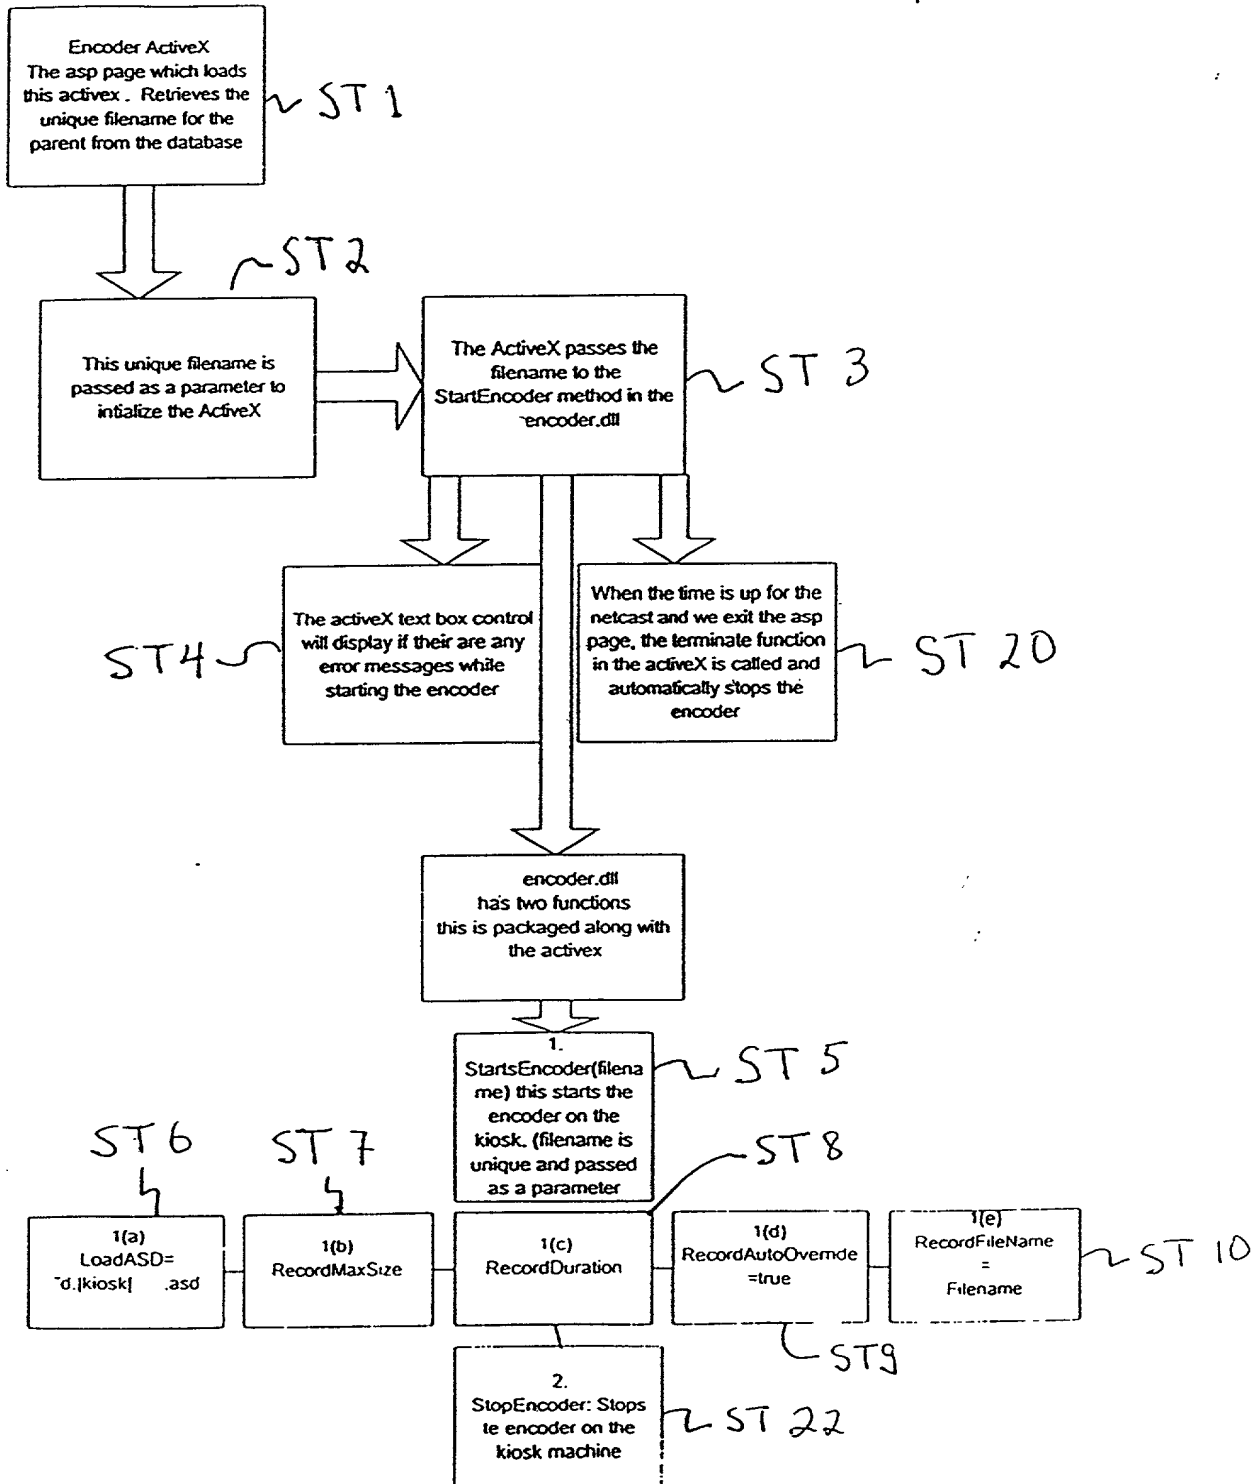 Encoder ActiveX
The asp page which loads
this activex . Retrieves the
unique filename for the
parent from the database
ST 1
ST 2
This unique filename is
passed as a parameter to
intialize the ActiveX
The ActiveX passes the
filename to the
StartEncoder method in the
encoder.dll
ST 3
ST4
The activeX text box control
will display if their are any
error messages while
starting the encoder
When the time is up for the
netcast and we exit the asp
page, the terminate function
in the activeX is called and
automatically stops the
encoder
ST 20
encoder.dll
has two functions
this is packaged along with
the activex
1.
StartsEncoder(filena
me) this starts the
encoder on the
kiosk. (filename is
unique and passed
as a parameter
ST 5
ST 6
ST 7
ST 8
1(a)
LoadASD=
.asd
1(b)
RecordMaxSize
1(c)
RecordDuration
1(d)
RecordAutoOverride
=true
1(e)
RecordFileName
=
Filename
ST 10
ST9
2.
StopEncoder: Stops
te encoder on the
kiosk machine
ST 22